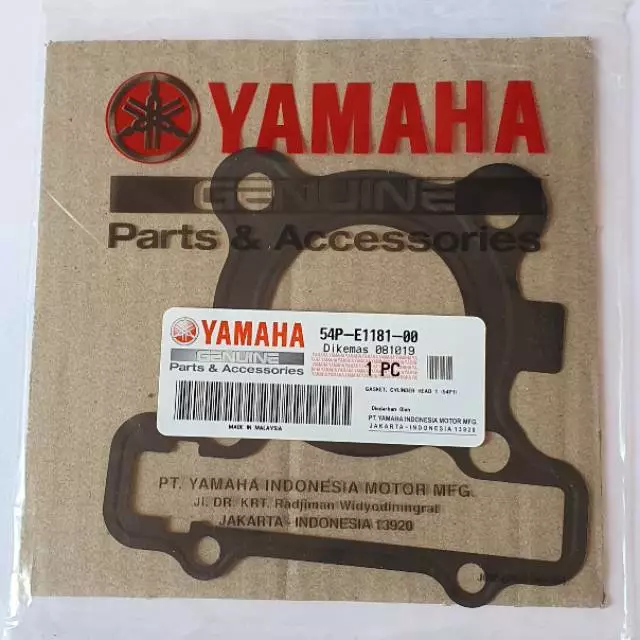 YAMAHA
GENUINE
Parts & Accessories
YAMAHA
GENUINE
Parts & Accessories
MADE IN MALAYSIA
54P-E1181-00
Dikemas 081019
1 PC
GASKET, CYLINDER HEAD 1 (54P1)
Diedarkan Oleh
PT. YAMAHA INDONESIA MOTOR MFG.
JAKARTA - INDONESIA 13920
PT. YAMAHA INDONESIA MOTOR MFG.
Jl. DR. KRT. Radjiman Widyodiningrat
JAKARTA - INDONESIA 13920